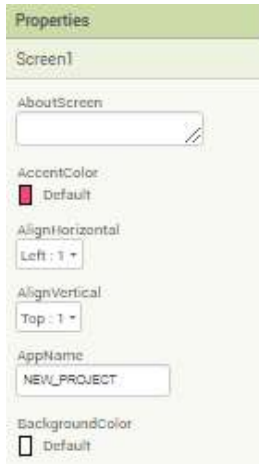 Properties
Screen1
AboutScreen
AccentColor
Default
AlignHorizontal
Left : 1
AlignVertical
Top : 1
AppName
NEW_PROJECT
BackgroundColor
Default